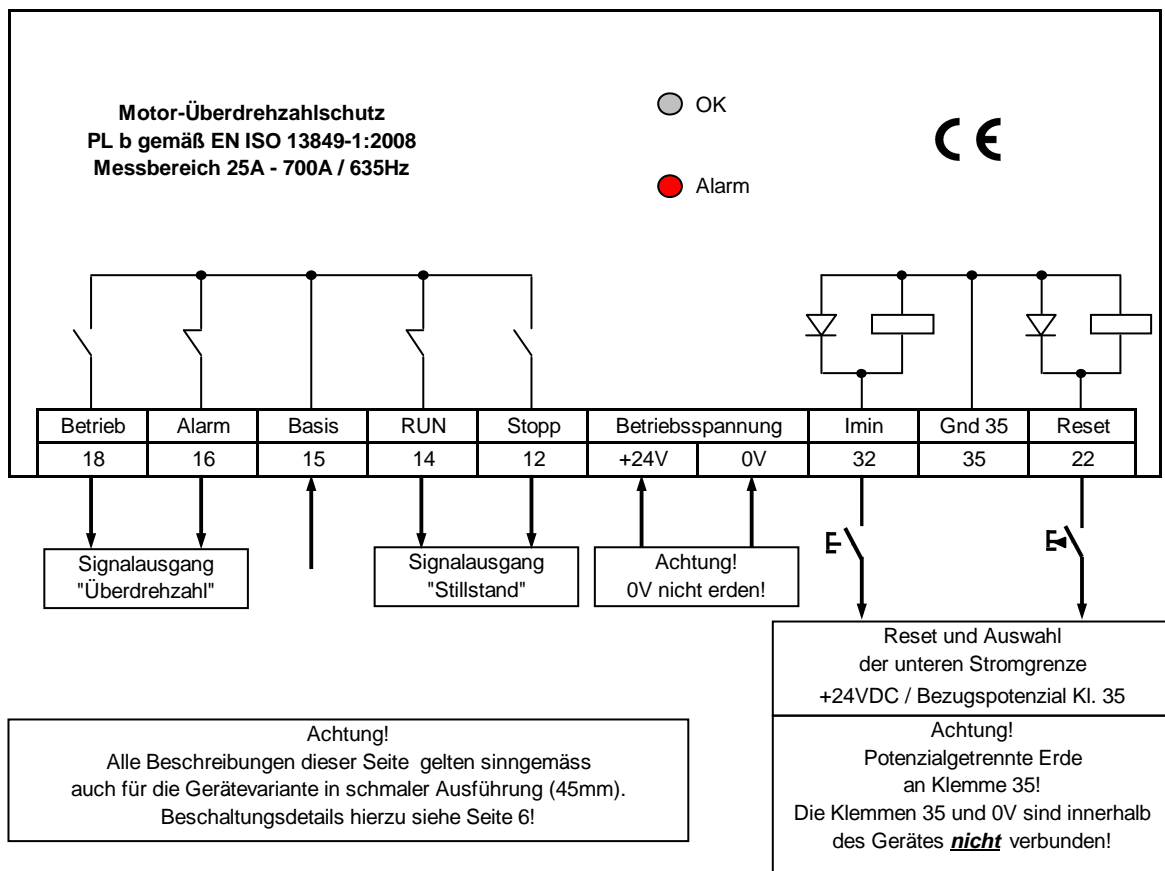 Motor-Überdrehzahlschutz
PL b gemäß EN ISO 13849-1:2008
Messbereich 25A - 700A / 635Hz
OK
Alarm
CE
Betrieb Alarm Basis RUN Stopp Betriebsspannung Imin Gnd 35 Reset
18 16 15 14 12 +24V 0V 32 35 22
Signalausgang
"Überdrehzahl"
Signalausgang
"Stillstand"
Achtung!
0V nicht erden!
Reset und Auswahl
der unteren Stromgrenze
+24VDC / Bezugspotenzial Kl. 35
Achtung!
Potenzialgetrennte Erde
an Klemme 35!
Die Klemmen 35 und 0V sind innerhalb
des Gerätes nicht verbunden!
Achtung!
Alle Beschreibungen dieser Seite gelten sinngemäss
auch für die Gerätevariante in schmaler Ausführung (45mm).
Beschaltungsdetails hierzu siehe Seite 6!